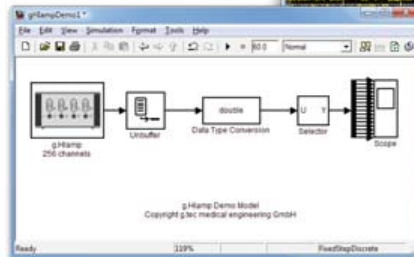 gHIampDemo1 *
File Edit View Simulation Format Tools Help
60.0 Normal
double
U Y
g.HIamp
256 channels
Unbuffer
Data Type Conversion
Selector
Scope
g.HIamp Demo Model
Copyright g.tec medical engineering GmbH
Ready 119% FixedStepDiscrete